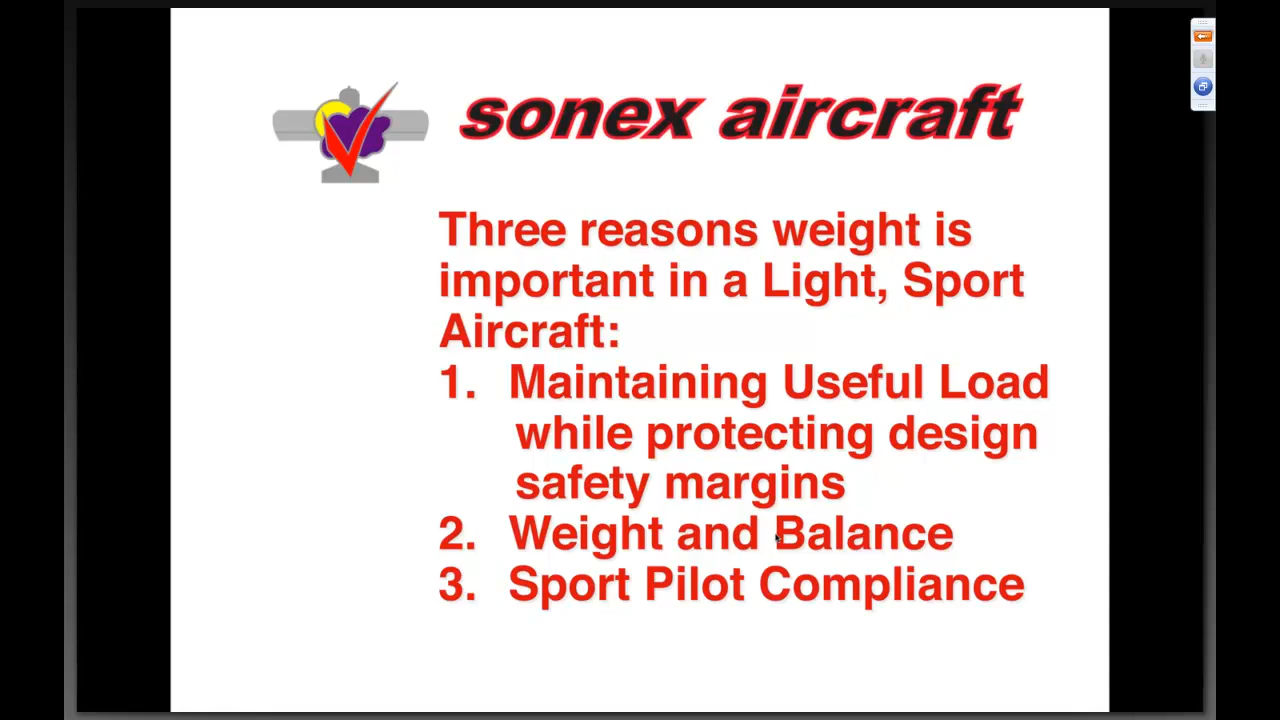 sonex aircraft
Three reasons weight is
important in a Light, Sport
Aircraft:
1. Maintaining Useful Load
while protecting design
safety margins
2. Weight and Balance
3. Sport Pilot Compliance